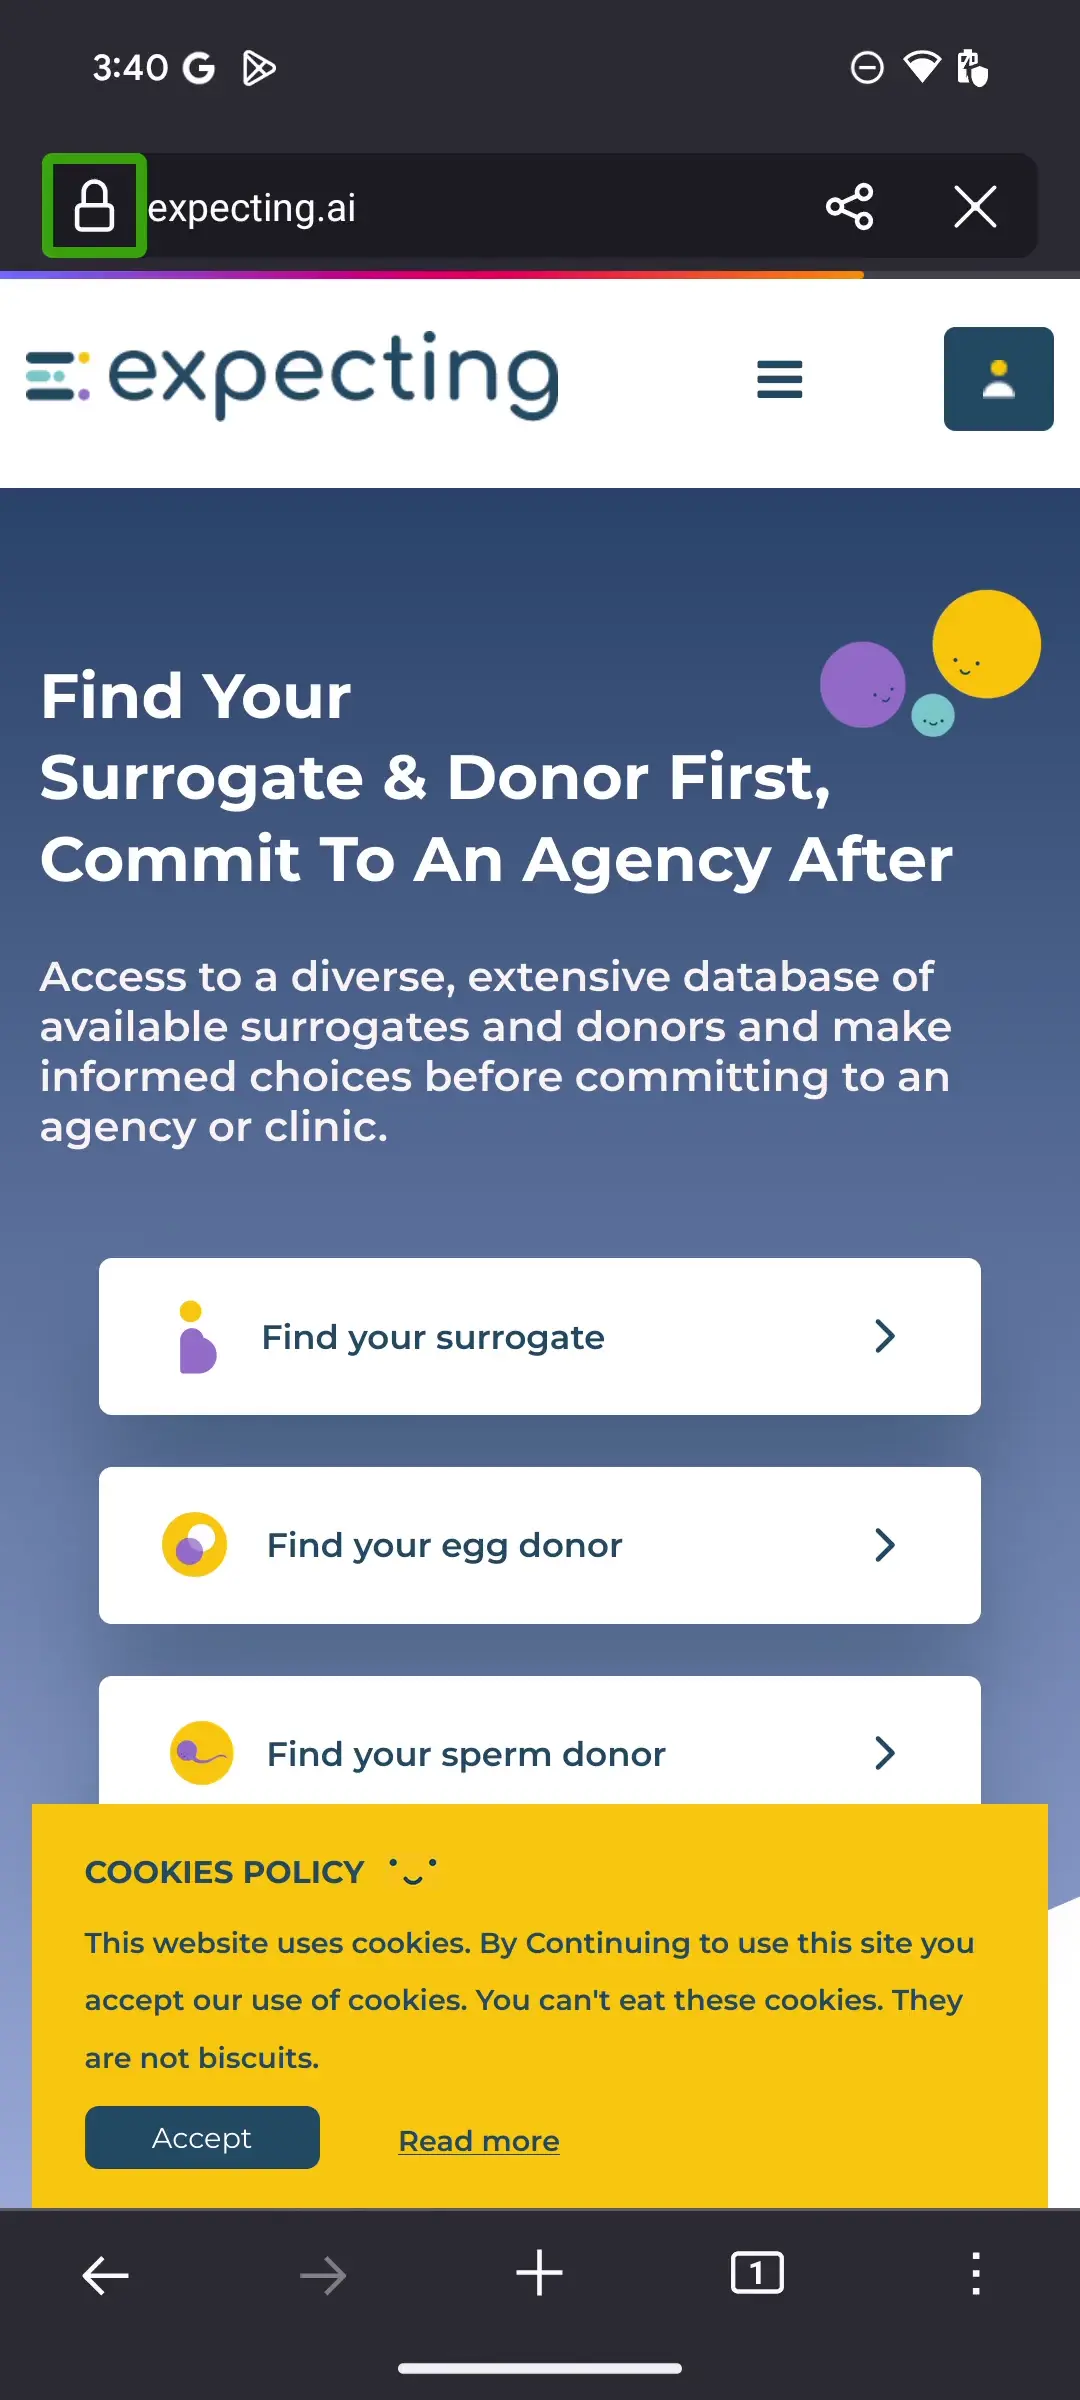 3:40
expecting.ai
expecting
Find Your
Surrogate & Donor First,
Commit To An Agency After
Access to a diverse, extensive database of
available surrogates and donors and make
informed choices before committing to an
agency or clinic.
Find your surrogate
Find your egg donor
Find your sperm donor
COOKIES POLICY
This website uses cookies. By Continuing to use this site you
accept our use of cookies. You can't eat these cookies. They
are not biscuits.
Accept
Read more
1